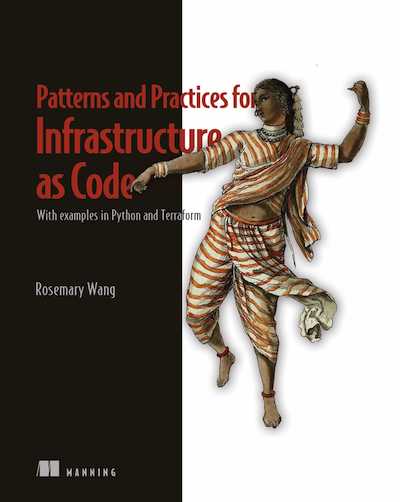 Patterns and Practices for
Infrastructure
as Code
With examples in Python and Terraform
Rosemary Wang
MANNING